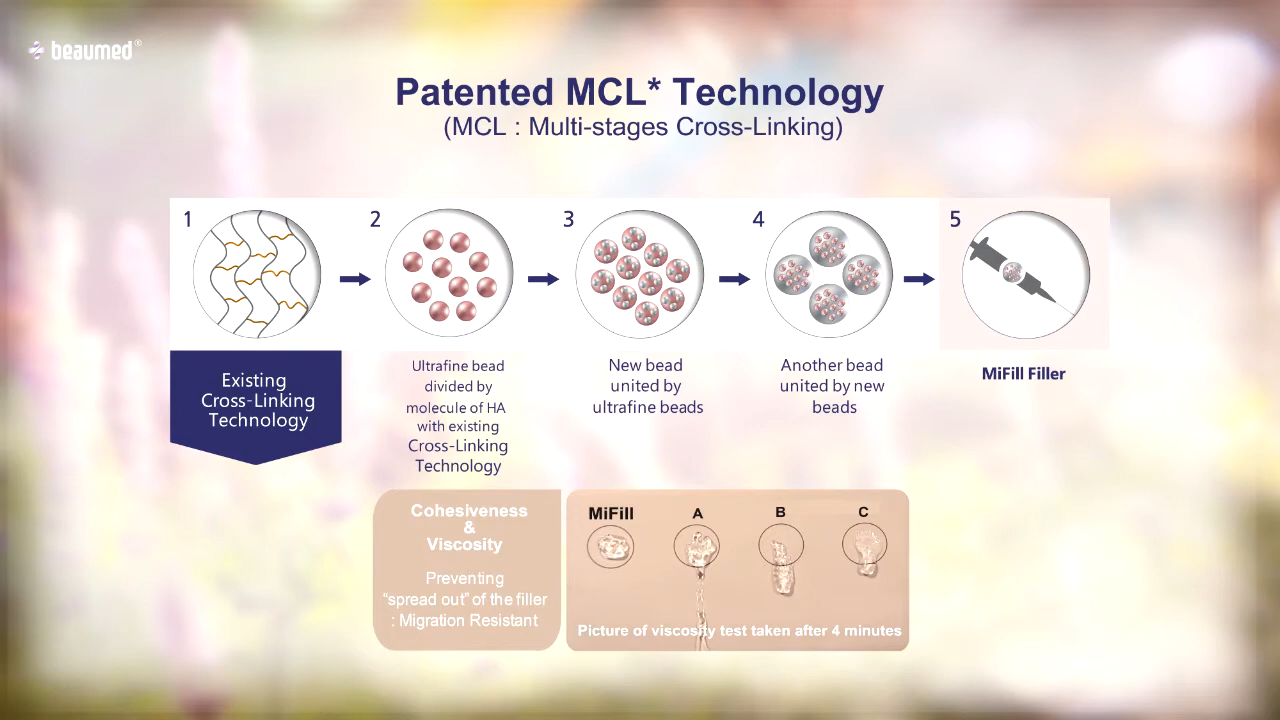 beaumed®
Patented MCL* Technology
(MCL : Multi-stages Cross-Linking)
1
2
3
4
5
Existing
Cross-Linking
Technology
Ultrafine bead
divided by
molecule of HA
with existing
Cross-Linking
Technology
New bead
united by
ultrafine beads
Another bead
united by new
beads
MiFill Filler
Cohesiveness
&
Viscosity
Preventing
“spread out” of the filler
: Migration Resistant
MiFill
A
B
C
Picture of viscosity test taken after 4 minutes